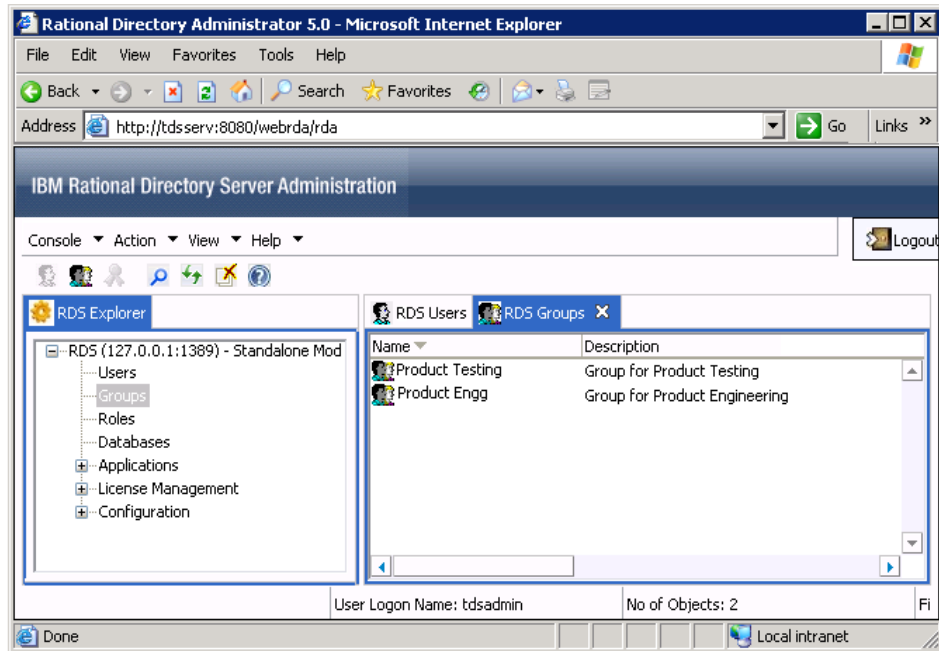 Rational Directory Administrator 5.0 - Microsoft Internet Explorer
File Edit View Favorites Tools Help
Back Search Favorites
Address http://tdsserv:8080/webrda/rda Go Links »
IBM Rational Directory Server Administration
Console Action View Help Logout
RDS Explorer
RDS Users RDS Groups X
RDS (127.0.0.1:1389) - Standalone Mod
Users
Groups
Roles
Databases
Applications
License Management
Configuration
Name Description
Product Testing Group for Product Testing
Product Engg Group for Product Engineering
User Logon Name: tdsadmin No of Objects: 2 Fi
Done Local intranet